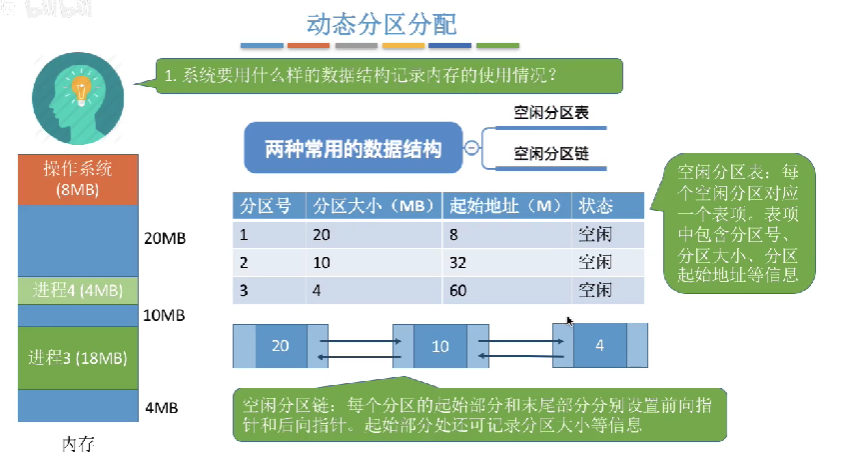 动态分区分配
1. 系统要用什么样的数据结构记录内存的使用情况？
两种常用的数据结构
空闲分区表
空闲分区链
操作系统
(8MB)
20MB
进程4 (4MB)
10MB
进程3 (18MB)
4MB
内存
分区号 分区大小（MB） 起始地址（M） 状态
1 20 8 空闲
2 10 32 空闲
3 4 60 空闲
空闲分区表：每
个空闲分区对应
一个表项。表项
中包含分区号、
分区大小、分区
起始地址等信息
20 10 4
空闲分区链：每个分区的起始部分和末尾部分分别设置前向指
针和后向指针。起始部分处还可记录分区大小等信息